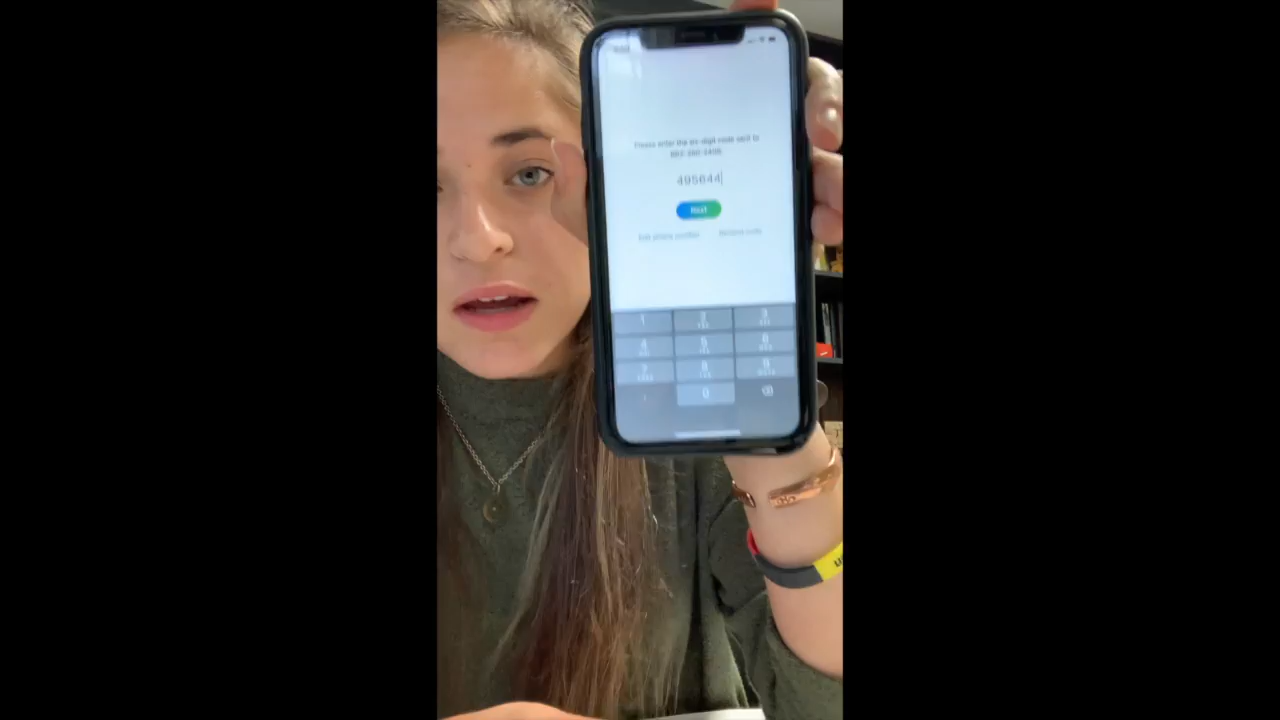 Please enter the six-digit code sent to
495644
Next
Edit phone number Resend code
1 2 3
4 5 6
7 8 9
0